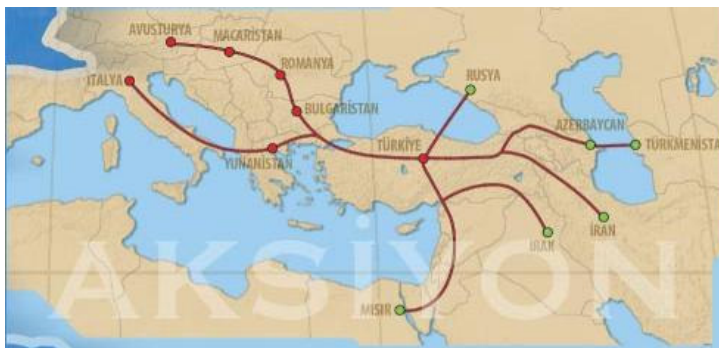 AVUSTURYA
MACARİSTAN
ROMANYA
İTALYA
RUSYA
BULGARİSTAN
AZERBAYCAN
TÜRKMENİSTA
YUNANİSTAN
TÜRKİYE
İRAN
IRAK
AKSİYON
MISIR